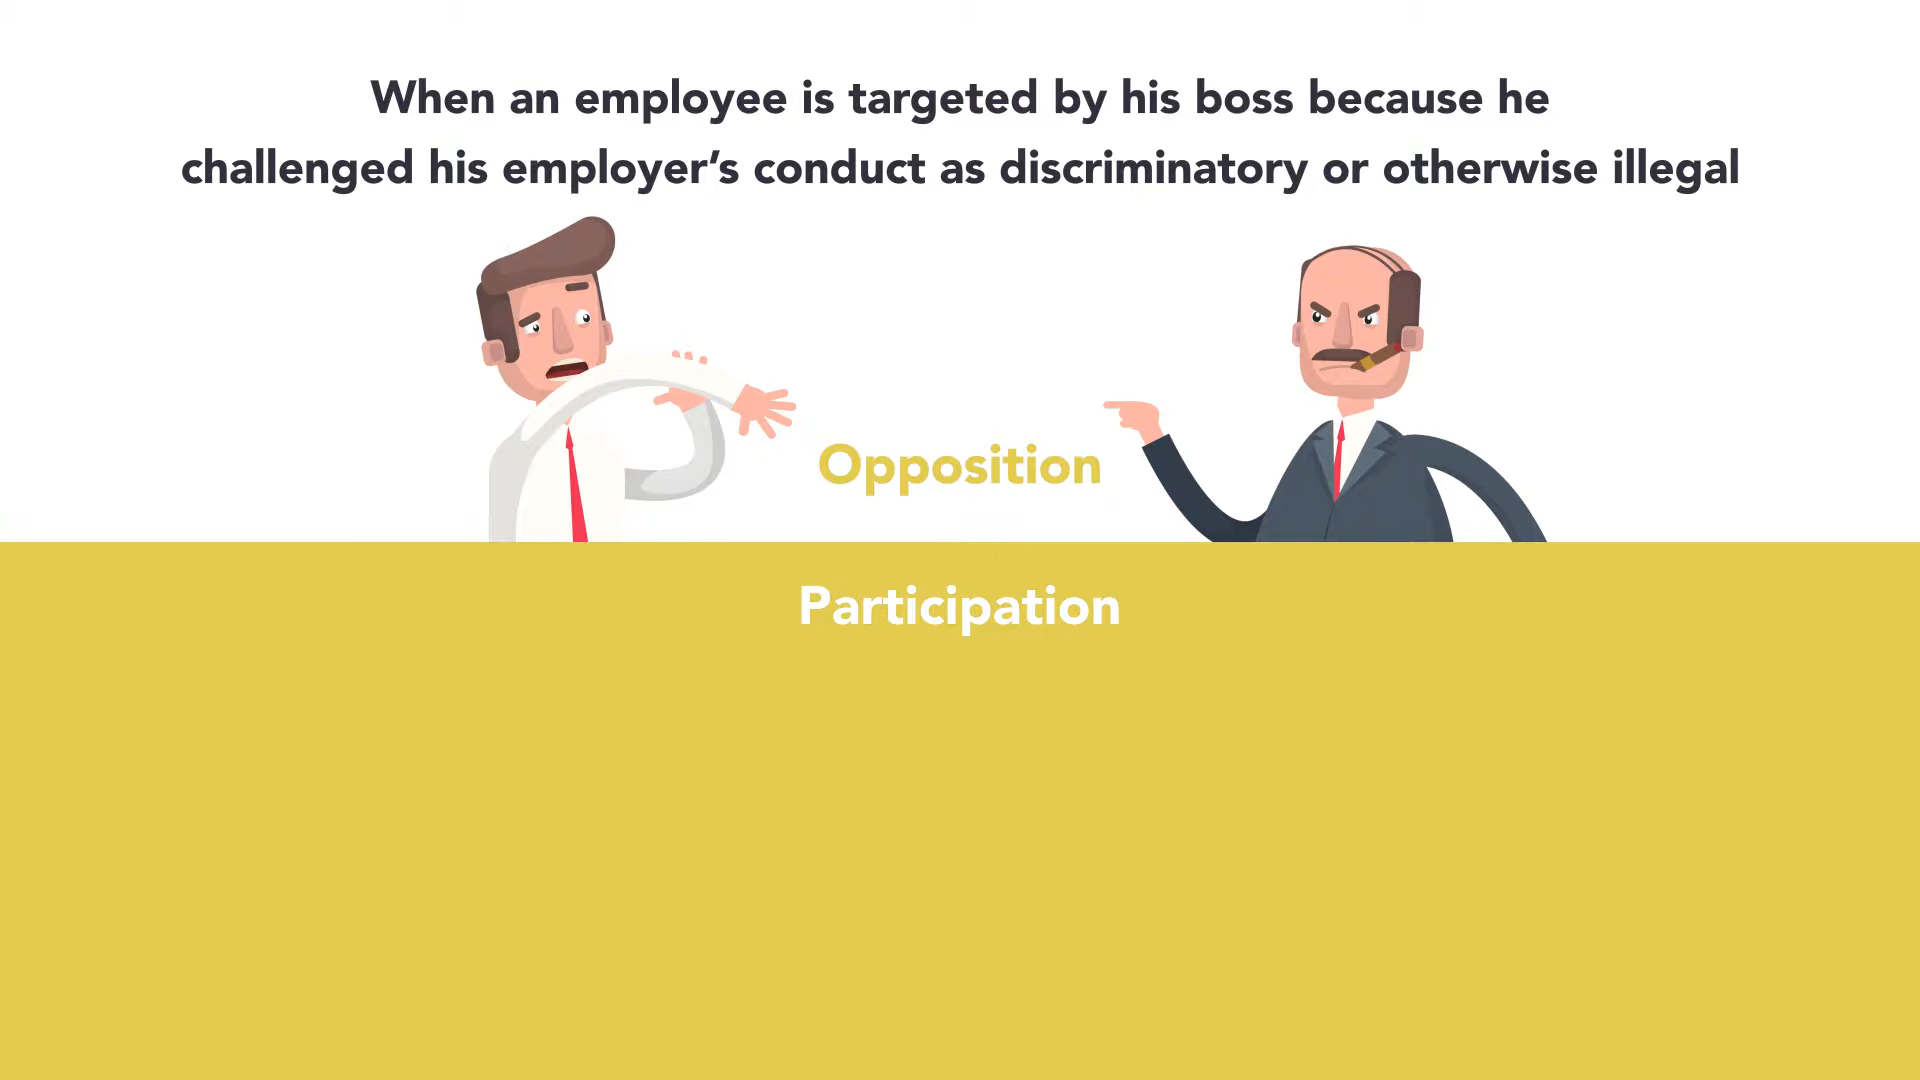 When an employee is targeted by his boss because he
challenged his employer’s conduct as discriminatory or otherwise illegal
Opposition
Participation